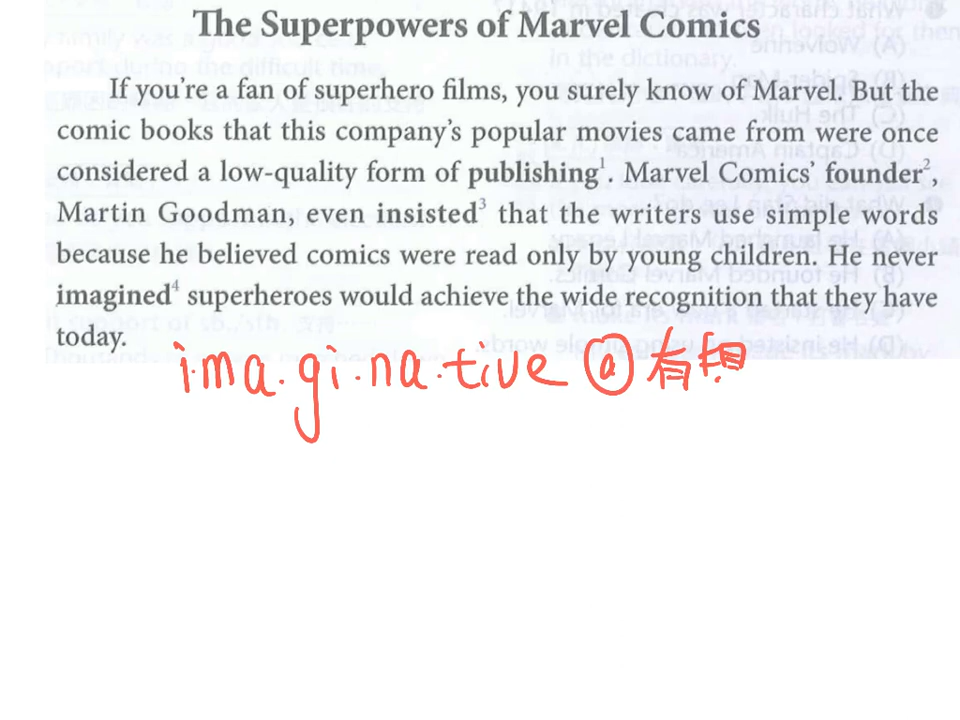 The Superpowers of Marvel Comics
If you're a fan of superhero films, you surely know of Marvel. But the
comic books that this company's popular movies came from were once
considered a low-quality form of publishing¹. Marvel Comics' founder²,
Martin Goodman, even insisted³ that the writers use simple words
because he believed comics were read only by young children. He never
imagined⁴ superheroes would achieve the wide recognition that they have
today.
i·ma·gi·na·tive ⓐ 有